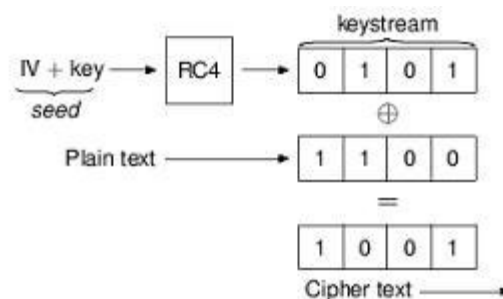 keystream
IV + key
RC4
0 1 0 1
seed
⊕
Plain text
1 1 0 0
=
1 0 0 1
Cipher text